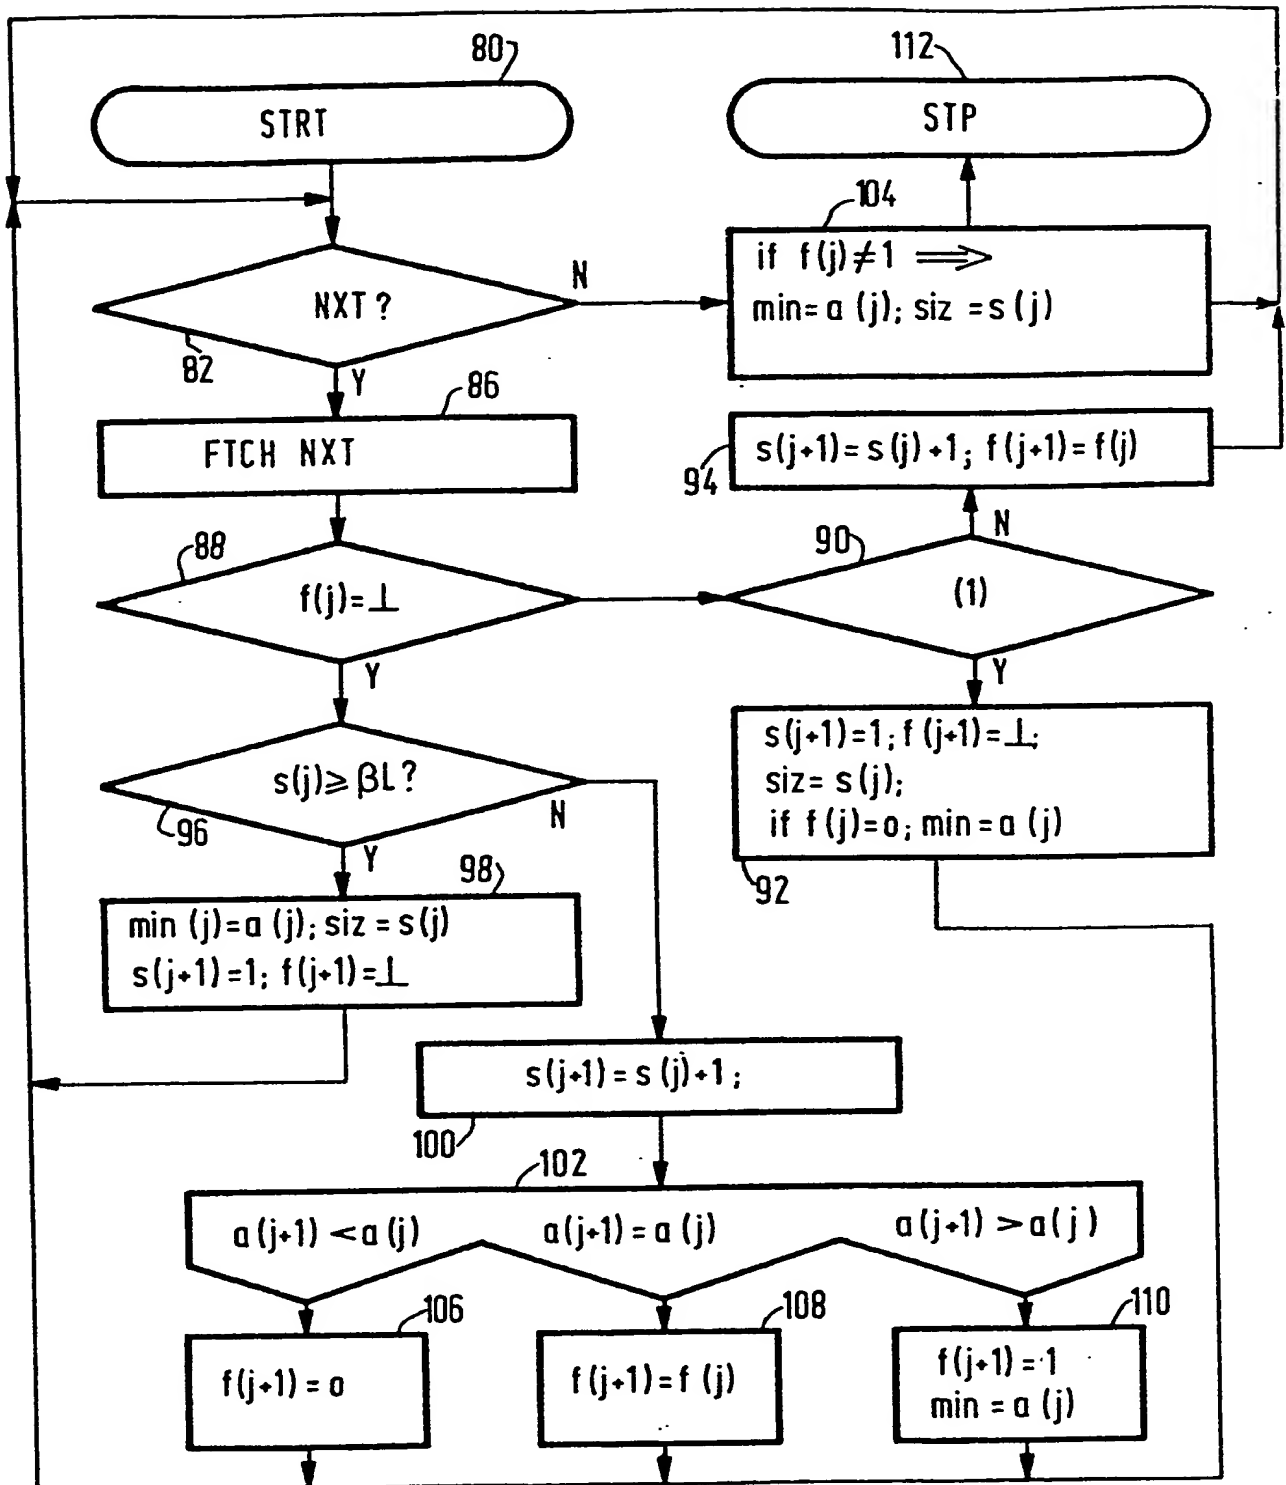 80
STRT
112
STP
NXT ?
82
N
Y
104
if f(j)≠1 ⟹
min=a (j); siz =s (j)
86
FTCH NXT
94
s(j+1)=s(j)+1; f(j+1)=f(j)
88
f(j)=⊥
Y
90
(1)
N
Y
96
s(j)⩾βL?
N
Y
92
s(j+1)=1; f(j+1)=⊥;
siz= s(j);
if f(j)=o; min=a (j)
98
min (j)=a (j); siz=s(j)
s(j+1)=1; f(j+1)=⊥
100
s(j+1)=s(j)+1;
102
a(j+1)<a(j)
a(j+1)=a(j)
a(j+1)>a(j)
106
f(j+1)=o
108
f(j+1)=f(j)
110
f(j+1)=1
min=a (j)